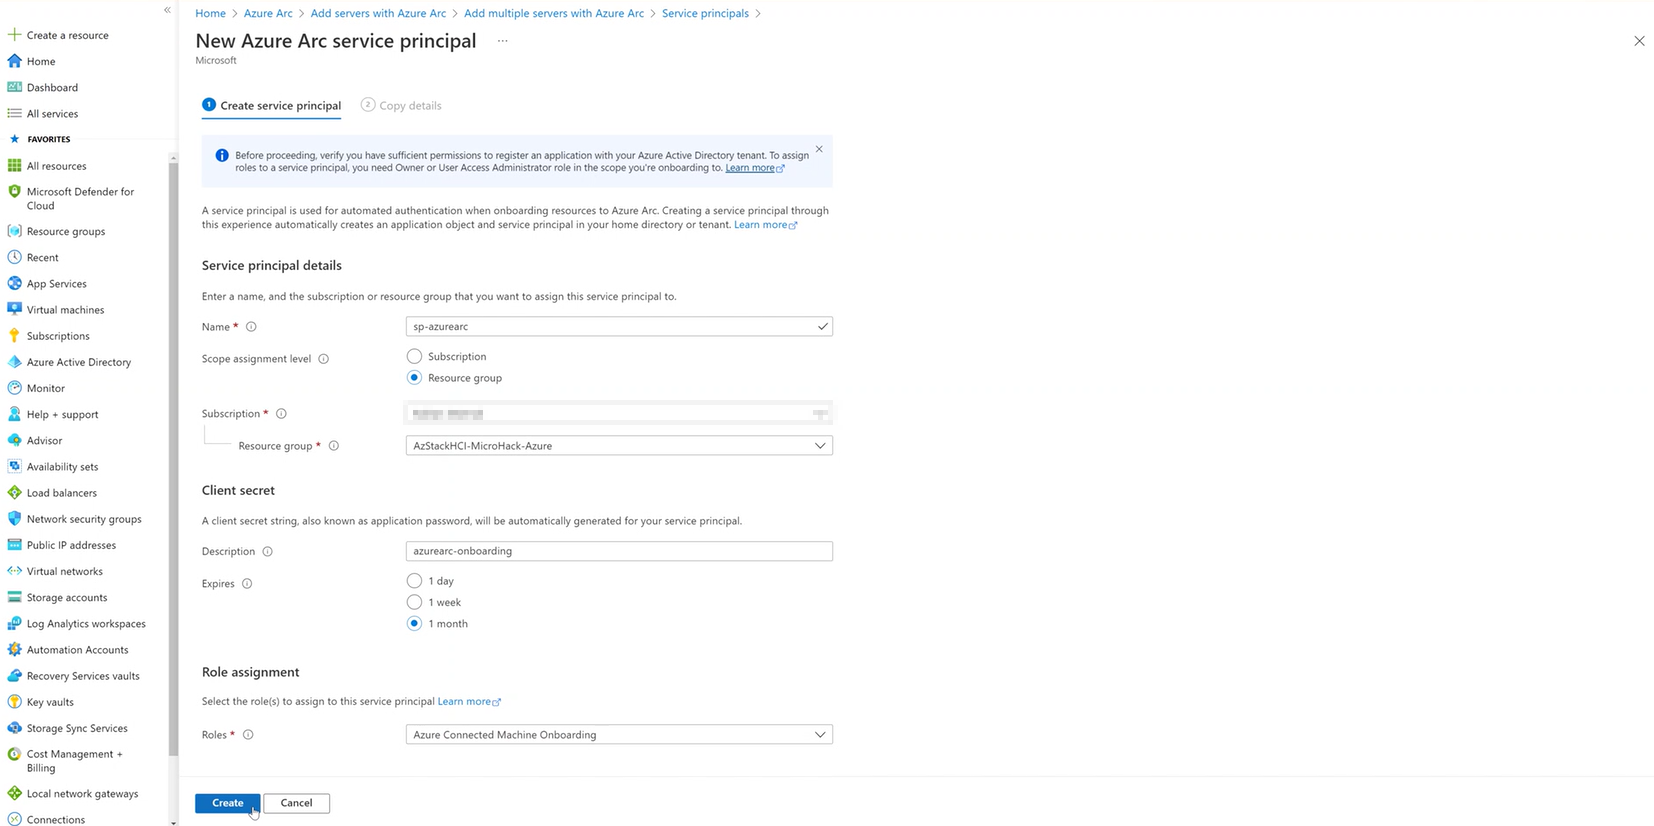 Home > Azure Arc > Add servers with Azure Arc > Add multiple servers with Azure Arc > Service principals >
New Azure Arc service principal ...
Microsoft
Create a resource
Home
Dashboard
All services
FAVORITES
All resources
Microsoft Defender for
Cloud
Resource groups
Recent
App Services
Virtual machines
Subscriptions
Azure Active Directory
Monitor
Help + support
Advisor
Availability sets
Load balancers
Network security groups
Public IP addresses
Virtual networks
Storage accounts
Log Analytics workspaces
Automation Accounts
Recovery Services vaults
Key vaults
Storage Sync Services
Cost Management +
Billing
Local network gateways
Connections
1 Create service principal 2 Copy details
Before proceeding, verify you have sufficient permissions to register an application with your Azure Active Directory tenant. To assign
roles to a service principal, you need Owner or User Access Administrator role in the scope you're onboarding to. Learn more
A service principal is used for automated authentication when onboarding resources to Azure Arc. Creating a service principal through
this experience automatically creates an application object and service principal in your home directory or tenant. Learn more
Service principal details
Enter a name, and the subscription or resource group that you want to assign this service principal to.
Name * sp-azurearc
Scope assignment level Subscription
Resource group
Subscription *
Resource group * AzStackHCI-MicroHack-Azure
Client secret
A client secret string, also known as application password, will be automatically generated for your service principal.
Description azurearc-onboarding
Expires 1 day
1 week
1 month
Role assignment
Select the role(s) to assign to this service principal Learn more
Roles * Azure Connected Machine Onboarding
Create Cancel